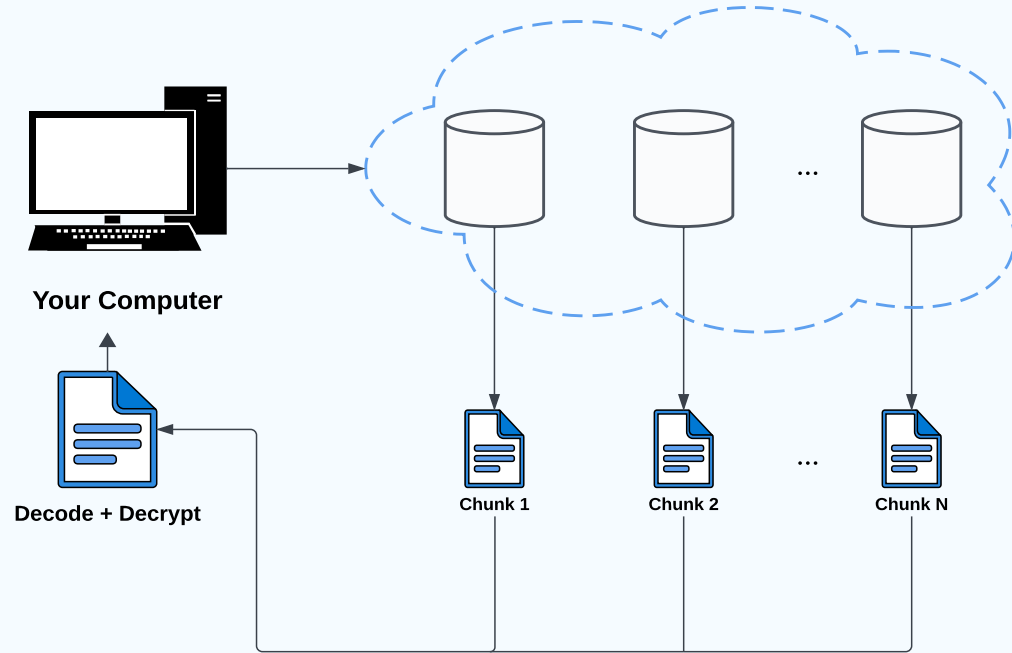 ...
Your Computer
...
Chunk 1
Chunk 2
Chunk N
Decode + Decrypt